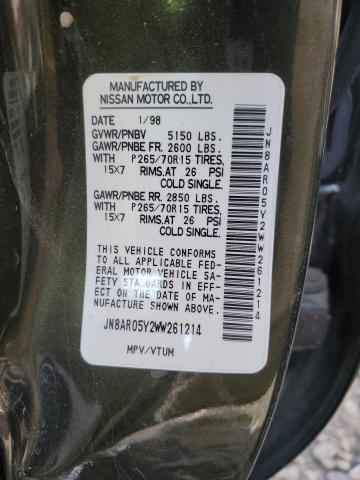 MANUFACTURED BY
NISSAN MOTOR CO.,LTD.
DATE 1/98
GVWR/PNBV 5150 LBS.
GAWR/PNBE FR. 2600 LBS.
WITH P265/70R15 TIRES,
15X7 RIMS,AT 26 PSI
COLD SINGLE.
GAWR/PNBE RR. 2850 LBS.
WITH P265/70R15 TIRES,
15X7 RIMS,AT 26 PSI
COLD SINGLE.
THIS VEHICLE CONFORMS
TO ALL APPLICABLE FED-
ERAL MOTOR VEHICLE SA-
FETY STANDARDS IN EFF-
ECT ON THE DATE OF MA-
NUFACTURE SHOWN ABOVE.
JN8AR05Y2WW261214
MPV/VTUM
JN8AR05Y2WW261214